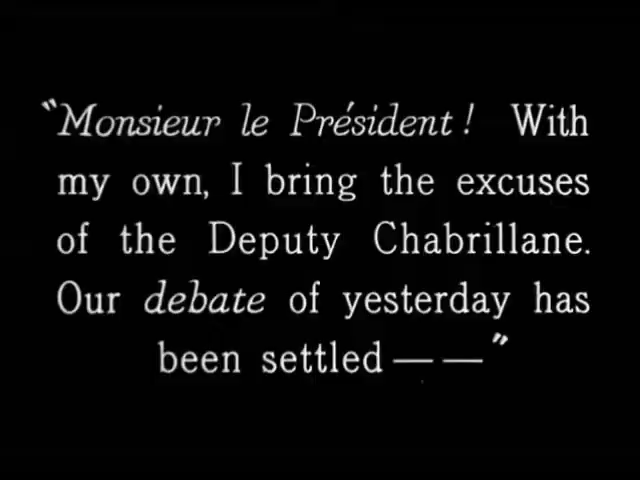 "Monsieur le Président! With
my own, I bring the excuses
of the Deputy Chabrillane.
Our debate of yesterday has
been settled — —"